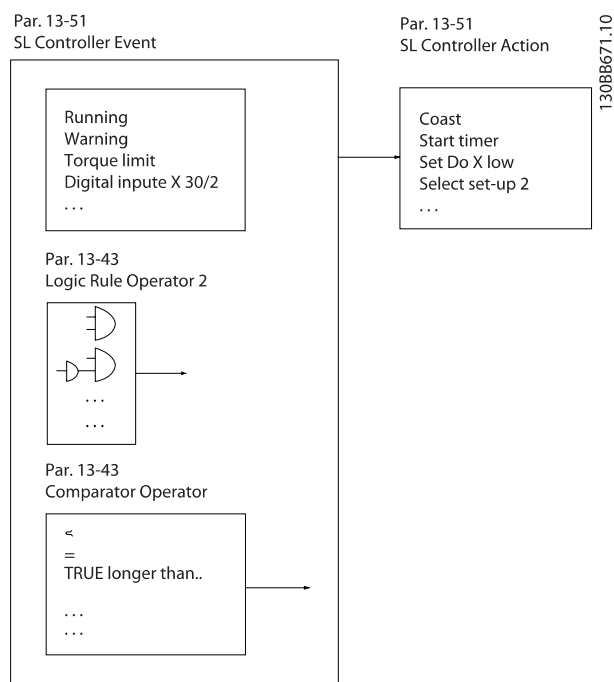 Par. 13-51
SL Controller Event
Par. 13-51
SL Controller Action
130BB671.10
Running
Warning
Torque limit
Digital inpute X 30/2
. . .
Coast
Start timer
Set Do X low
Select set-up 2
. . .
Par. 13-43
Logic Rule Operator 2
. . .
. . .
Par. 13-43
Comparator Operator
<
=
TRUE longer than..
. . .
. . .